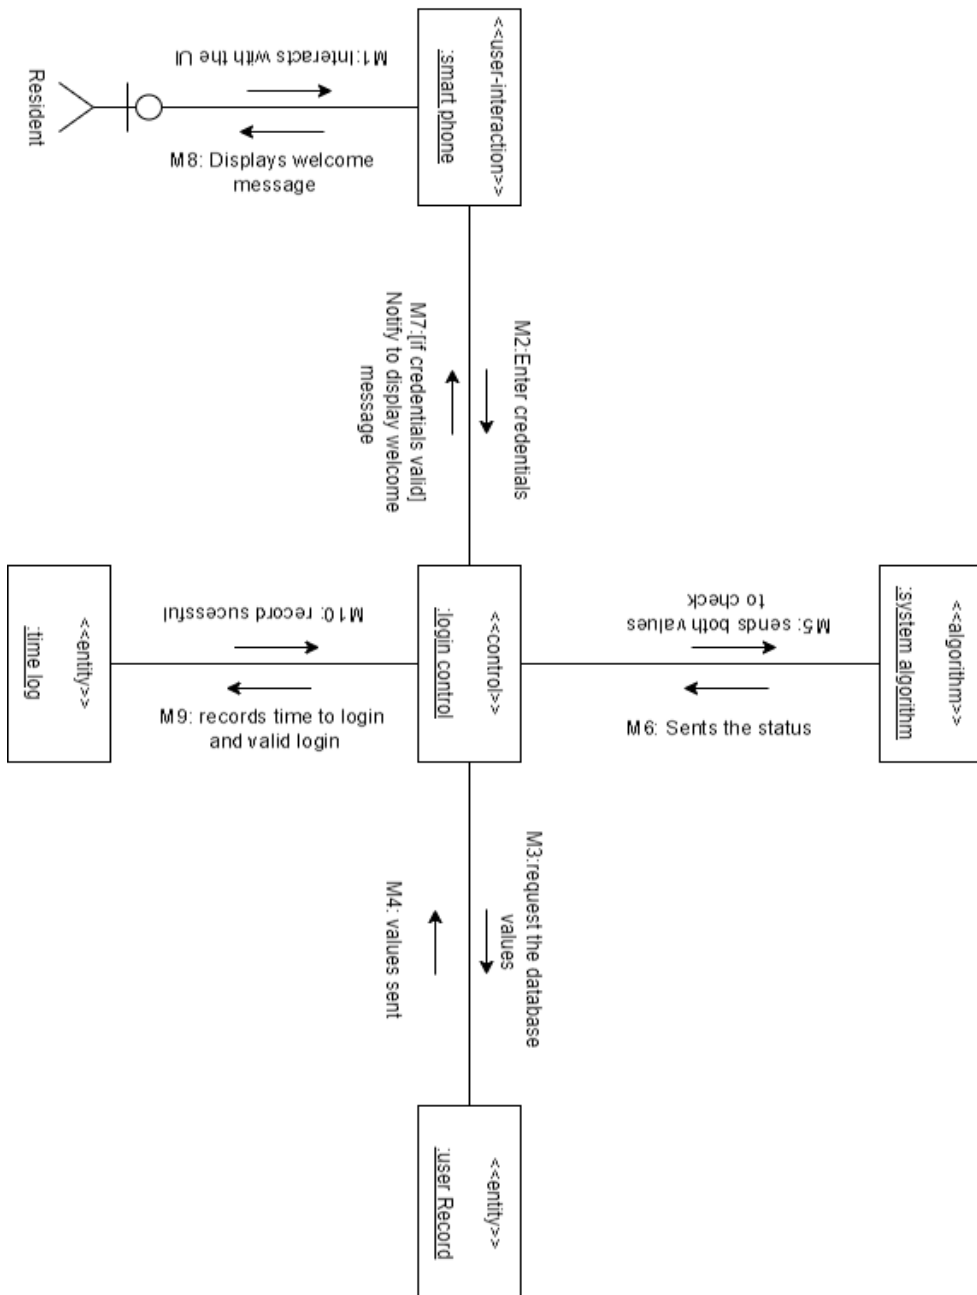 <<user-interaction>>
:smart phone
M1:Interacts with the UI
Resident
M8: Displays welcome
message
M2:Enter credentials
M7:[if credentials valid]
Notify to display welcome
message
<<algorithm>>
:system algorithm
M5: sends both values
to check
M6: Sents the status
<<control>>
:login control
M10: record sucessful
M9: records time to login
and valid login
<<entity>>
:time log
M3:request the database
values
M4: values sent
<<entity>>
:user Record